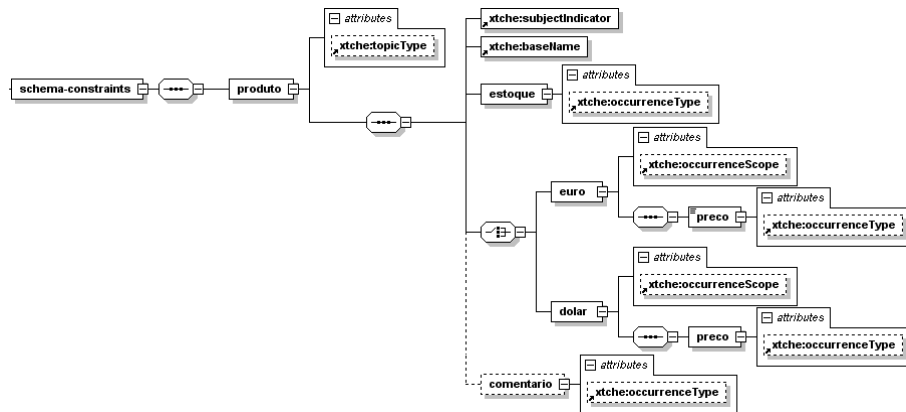 attributes
xtche:topicType
schema-constraints
produto
xtche:subjectIndicator
xtche:baseName
estoque
attributes
xtche:occurrenceType
euro
attributes
xtche:occurrenceScope
preco
attributes
xtche:occurrenceType
dolar
attributes
xtche:occurrenceScope
preco
attributes
xtche:occurrenceType
comentario
attributes
xtche:occurrenceType